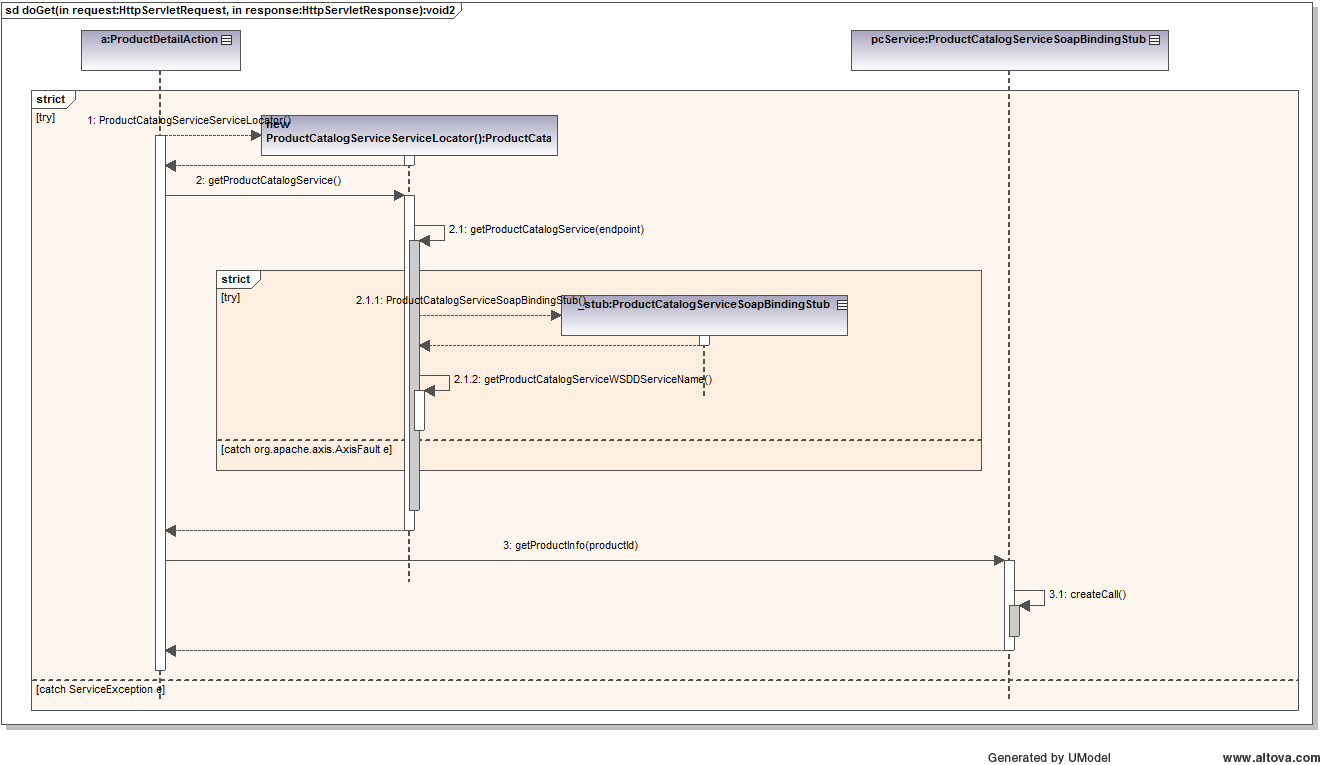 sd doGet(in request:HttpServletRequest, in response:HttpServletResponse):void2
a:ProductDetailAction
pcService:ProductCatalogServiceSoapBindingStub
strict
[try]
1: ProductCatalogServiceServiceLocator()
new
ProductCatalogServiceServiceLocator():ProductCata
2: getProductCatalogService()
2.1: getProductCatalogService(endpoint)
strict
[try]
2.1.1: ProductCatalogServiceSoapBindingStub()
_stub:ProductCatalogServiceSoapBindingStub
2.1.2: getProductCatalogServiceWSDDServiceName()
[catch org.apache.axis.AxisFault e]
3: getProductInfo(productId)
3.1: createCall()
[catch ServiceException e]
Generated by UModel
www.altova.com